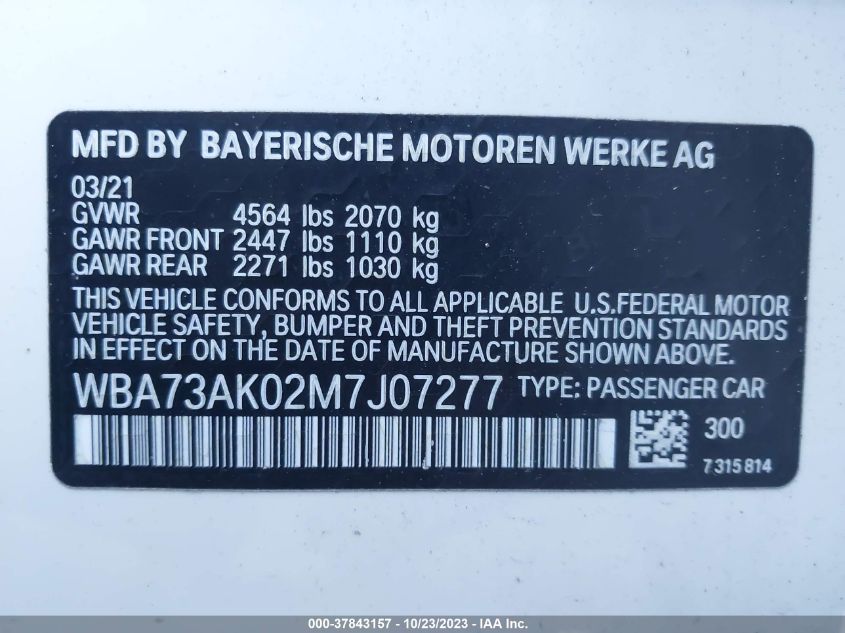 MFD BY BAYERISCHE MOTOREN WERKE AG
03/21
GVWR 4564 lbs 2070 kg
GAWR FRONT 2447 lbs 1110 kg
GAWR REAR 2271 lbs 1030 kg
THIS VEHICLE CONFORMS TO ALL APPLICABLE U.S.FEDERAL MOTOR
VEHICLE SAFETY, BUMPER AND THEFT PREVENTION STANDARDS
IN EFFECT ON THE DATE OF MANUFACTURE SHOWN ABOVE.
WBA73AK02M7J07277 TYPE: PASSENGER CAR
300
7315814
000-37843157 - 10/23/2023 - IAA Inc.